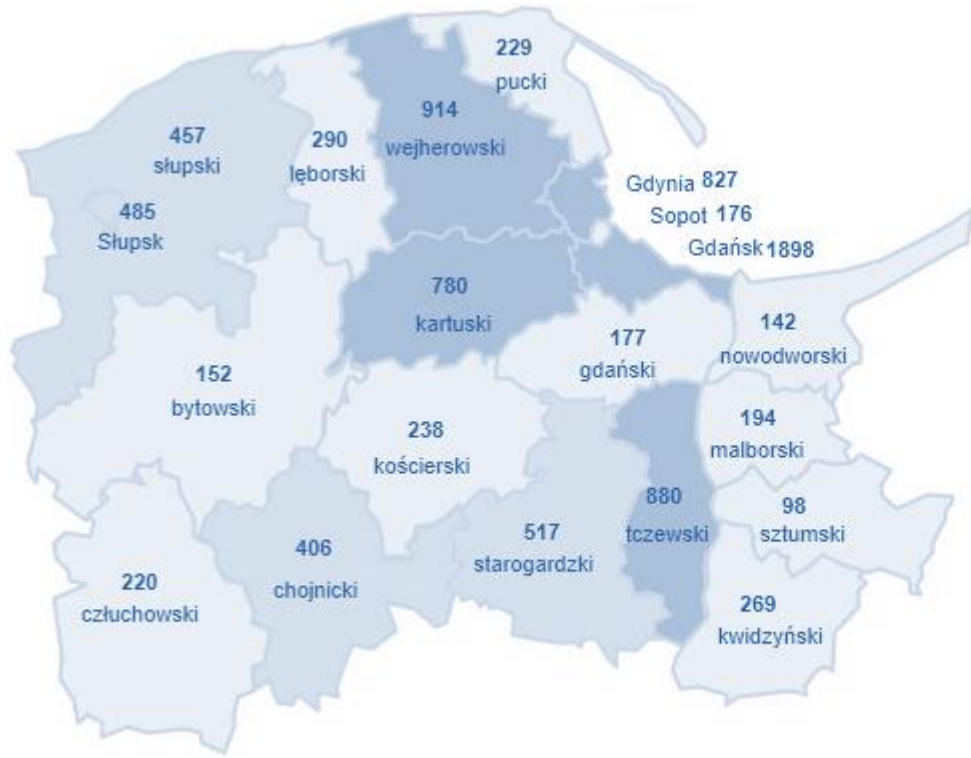 229
pucki
914
wejherowski
457
słupski
290
lęborski
Gdynia 827
Sopot 176
Gdańsk 1898
485
Słupsk
780
kartuski
142
nowodworski
177
gdański
152
bytowski
194
malborski
238
kościerski
880
tczewski
98
sztumski
517
starogardzki
406
chojnicki
220
człuchowski
269
kwidzyński